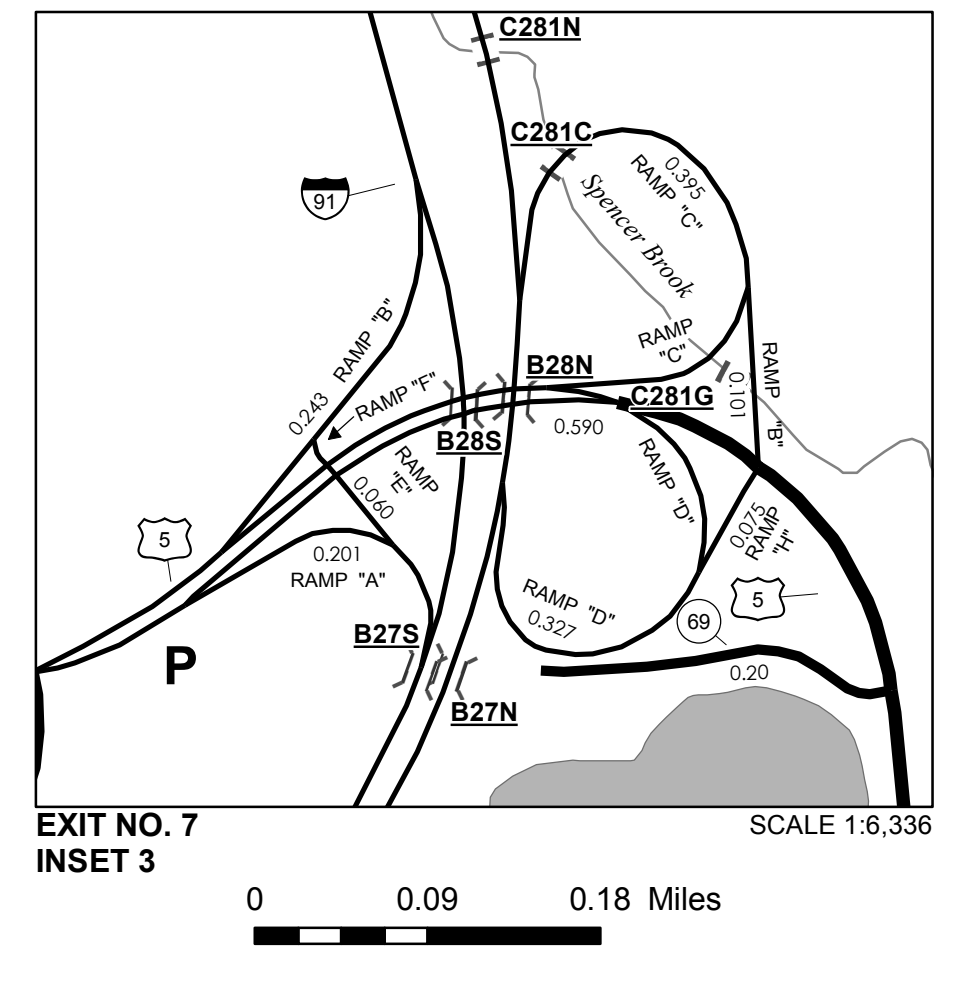 C281N
C281C
0.395
RAMP "C"
91
Spencer Brook
RAMP "B"
0.243
RAMP "F"
RAMP
"C"
B28N
C281G
RAMP
"B"
0.101
B28S
0.590
RAMP
"E"
0.060
RAMP "D"
0.075
RAMP
"H"
5
0.201
RAMP "A"
5
RAMP "D"
0.327
69
B27S
P
0.20
B27N
EXIT NO. 7
SCALE 1:6,336
INSET 3
0 0.09 0.18 Miles